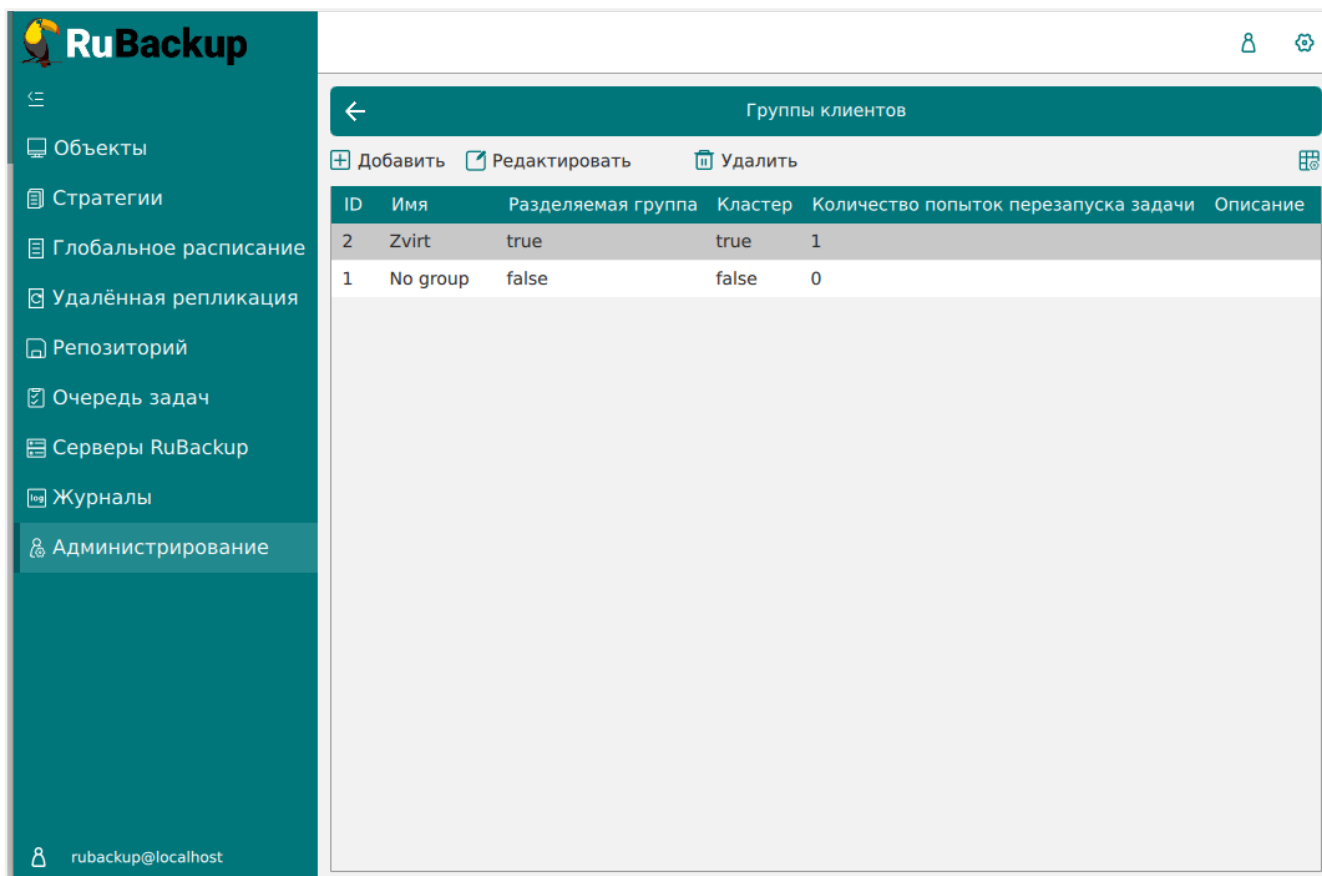 RuBackup
Объекты
Стратегии
Глобальное расписание
Удалённая репликация
Репозиторий
Очередь задач
Серверы RuBackup
log Журналы
Администрирование
rubackup@localhost
Группы клиентов
Добавить Редактировать Удалить
ID Имя Разделяемая группа Кластер Количество попыток перезапуска задачи Описание
2 Zvirt true true 1
1 No group false false 0